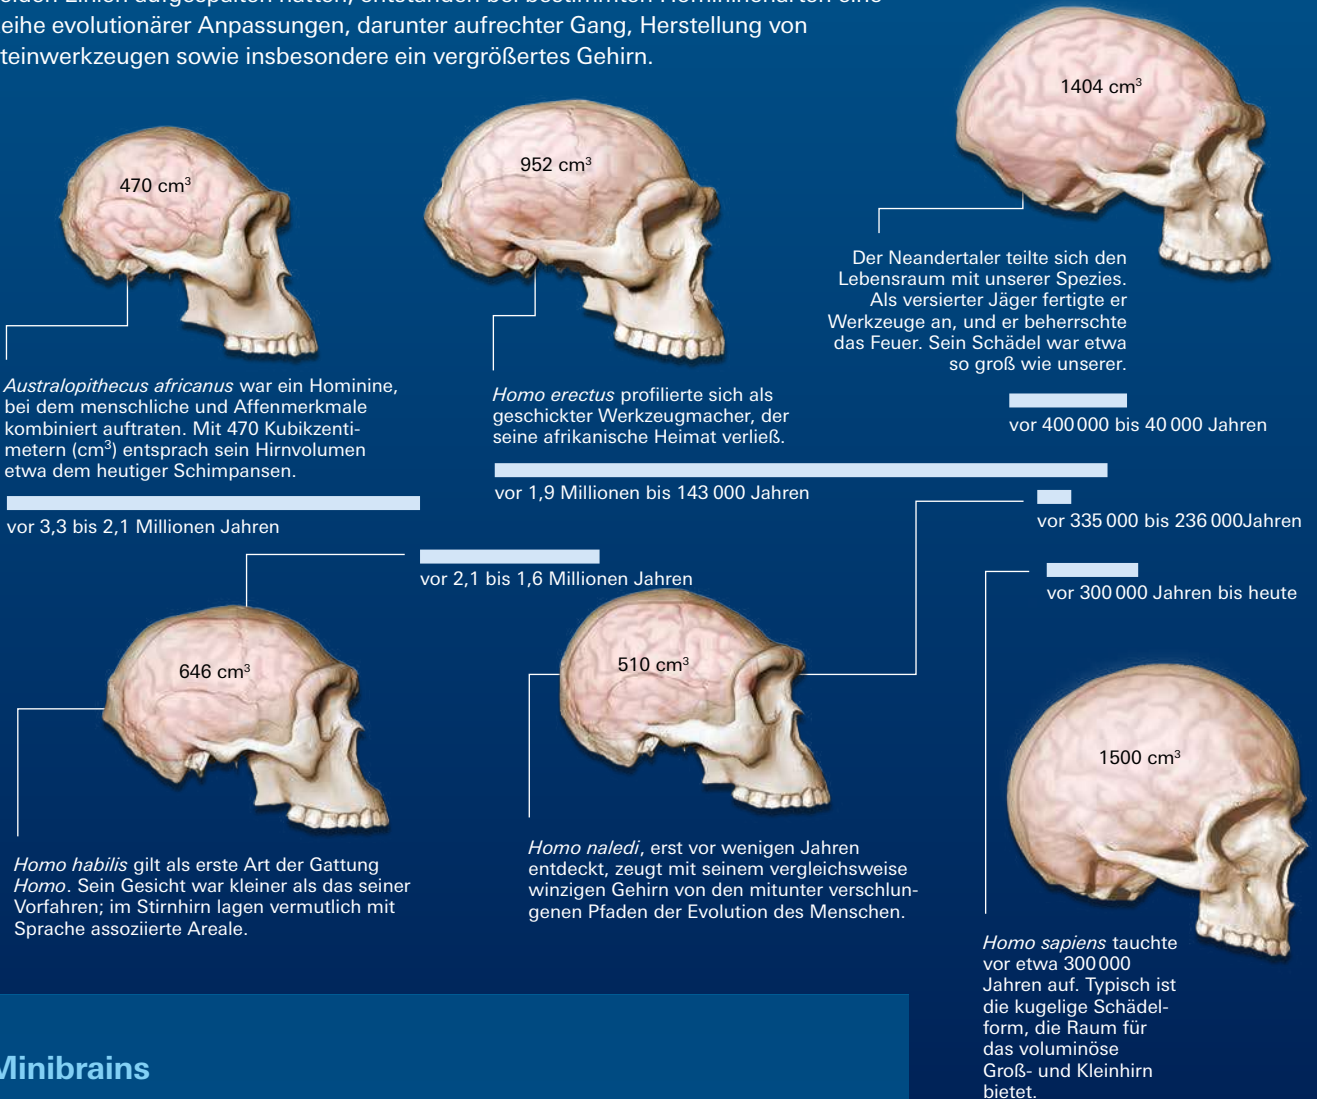 eihe evolutionärer Anpassungen, darunter aufrechter Gang, Herstellung von
teinwerkzeugen sowie insbesondere ein vergrößertes Gehirn.
470 cm³
952 cm³
1404 cm³
Australopithecus africanus war ein Hominine,
bei dem menschliche und Affenmerkmale
kombiniert auftraten. Mit 470 Kubikzenti-
metern (cm³) entsprach sein Hirnvolumen
etwa dem heutiger Schimpansen.
vor 3,3 bis 2,1 Millionen Jahren
Homo erectus profilierte sich als
geschickter Werkzeugmacher, der
seine afrikanische Heimat verließ.
vor 1,9 Millionen bis 143 000 Jahren
Der Neandertaler teilte sich den
Lebensraum mit unserer Spezies.
Als versierter Jäger fertigte er
Werkzeuge an, und er beherrschte
das Feuer. Sein Schädel war etwa
so groß wie unserer.
vor 400 000 bis 40 000 Jahren
vor 335 000 bis 236 000Jahren
vor 2,1 bis 1,6 Millionen Jahren
vor 300 000 Jahren bis heute
646 cm³
510 cm³
1500 cm³
Homo habilis gilt als erste Art der Gattung
Homo. Sein Gesicht war kleiner als das seiner
Vorfahren; im Stirnhirn lagen vermutlich mit
Sprache assoziierte Areale.
Homo naledi, erst vor wenigen Jahren
entdeckt, zeugt mit seinem vergleichsweise
winzigen Gehirn von den mitunter verschlun-
genen Pfaden der Evolution des Menschen.
Homo sapiens tauchte
vor etwa 300 000
Jahren auf. Typisch ist
die kugelige Schädel-
form, die Raum für
das voluminöse
Groß- und Kleinhirn
bietet.
Minibrains